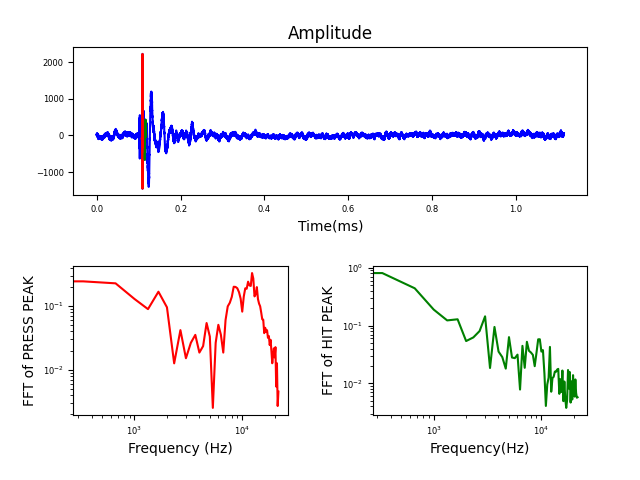 Amplitude
2000
1000
0
−1000
0.0 0.2 0.4 0.6 0.8 1.0
Time(ms)
FFT of PRESS PEAK
10⁻¹
10⁻²
10³ 10⁴
Frequency (Hz)
FFT of HIT PEAK
10⁰
10⁻¹
10⁻²
10³ 10⁴
Frequency(Hz)